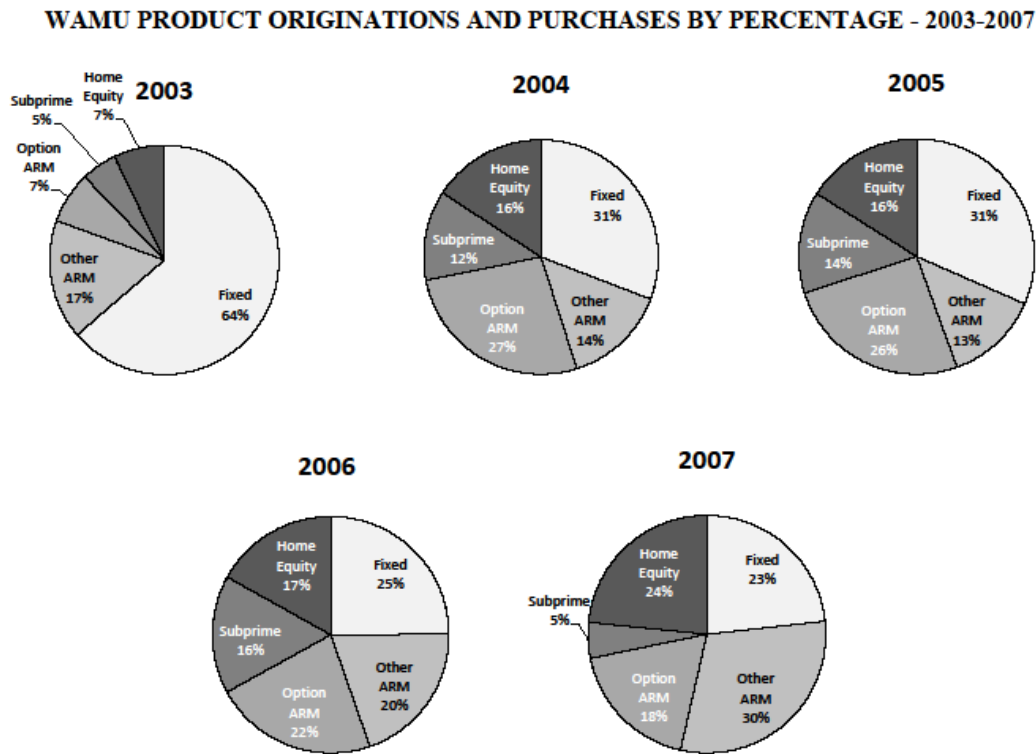 WAMU PRODUCT ORIGINATIONS AND PURCHASES BY PERCENTAGE - 2003-2007
2003
Home
Equity
7%
Subprime
5%
Option
ARM
7%
Other
ARM
17%
Fixed
64%
2004
Home
Equity
16%
Fixed
31%
Subprime
12%
Option
ARM
27%
Other
ARM
14%
2005
Home
Equity
16%
Fixed
31%
Subprime
14%
Option
ARM
26%
Other
ARM
13%
2006
Home
Equity
17%
Fixed
25%
Subprime
16%
Option
ARM
22%
Other
ARM
20%
2007
Home
Equity
24%
Fixed
23%
Subprime
5%
Option
ARM
18%
Other
ARM
30%